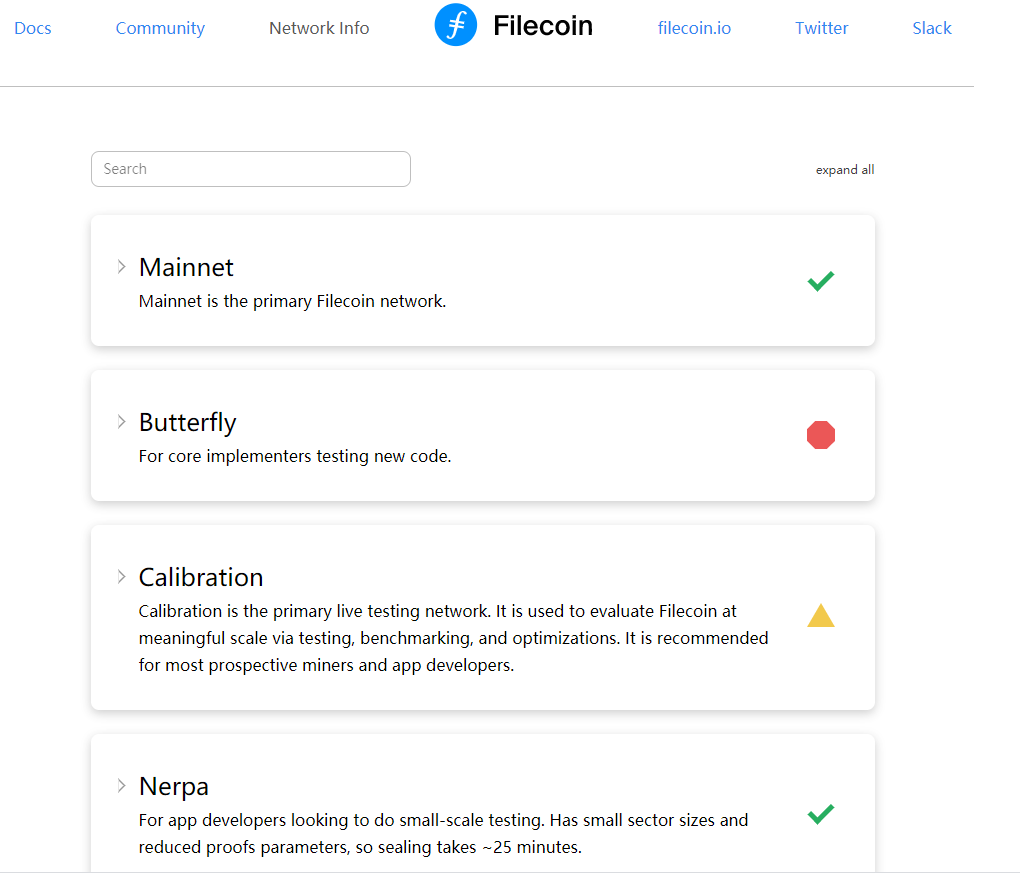 Docs Community Network Info Filecoin filecoin.io Twitter Slack
Search expand all
Mainnet
Mainnet is the primary Filecoin network.
Butterfly
For core implementers testing new code.
Calibration
Calibration is the primary live testing network. It is used to evaluate Filecoin at
meaningful scale via testing, benchmarking, and optimizations. It is recommended
for most prospective miners and app developers.
Nerpa
For app developers looking to do small-scale testing. Has small sector sizes and
reduced proofs parameters, so sealing takes ~25 minutes.